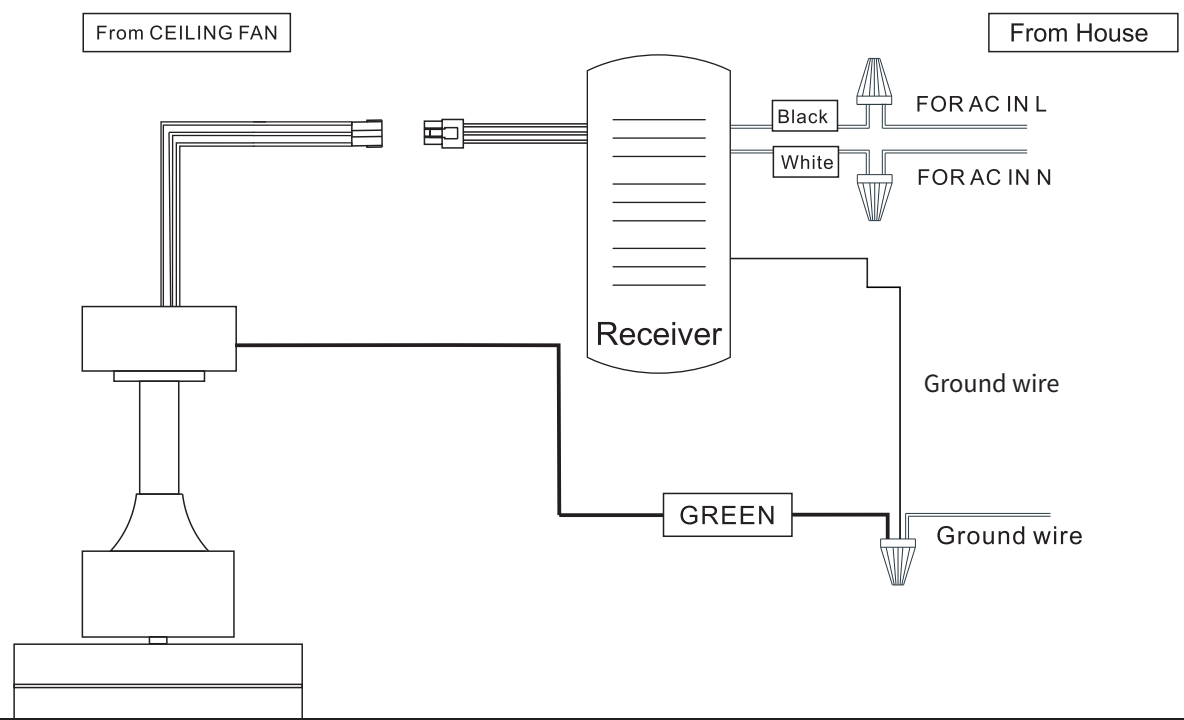 From CEILING FAN
From House
FOR AC IN L
Black
White
FOR AC IN N
Receiver
Ground wire
GREEN
Ground wire